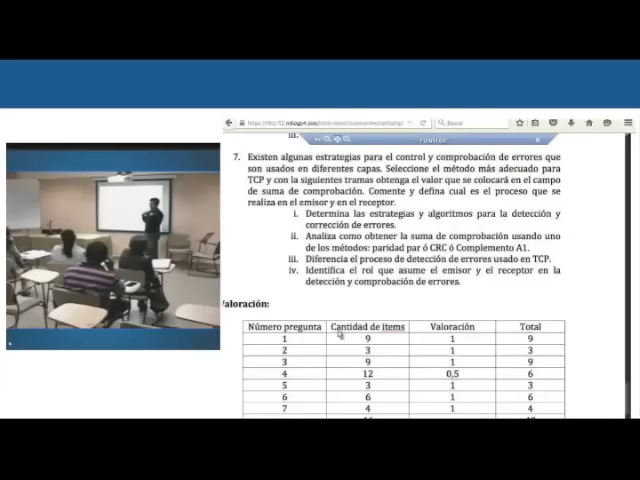 Buscar
iii.
7. Existen algunas estrategias para el control y comprobación de errores que
son usados en diferentes capas. Seleccione el método más adecuado para
TCP y con la siguientes tramas obtenga el valor que se colocará en el campo
de suma de comprobación. Comente y defina cual es el proceso que se
realiza en el emisor y en el receptor.
i. Determina las estrategias y algoritmos para la detección y
corrección de errores.
ii. Analiza como obtener la suma de comprobación usando uno
de los métodos: paridad par ó CRC ó Complemento A1.
iii. Diferencia el proceso de detección de errores usado en TCP.
iv. Identifica el rol que asume el emisor y el receptor en la
detección y comprobación de errores.
Valoración:
Número pregunta Cantidad de ítems Valoración Total
1 9 1 9
2 3 1 3
3 9 1 9
4 12 0,5 6
5 3 1 3
6 6 1 6
7 4 1 4